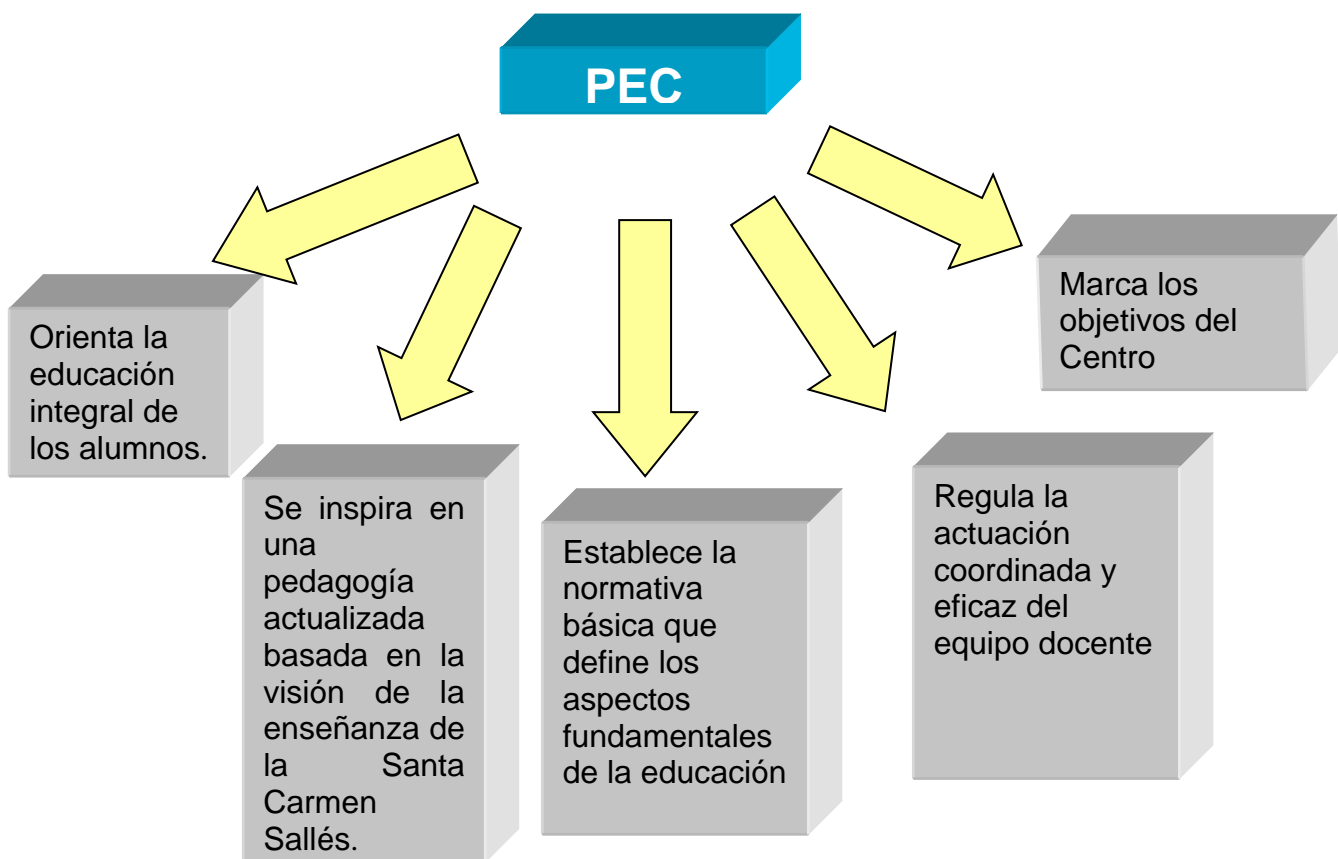 PEC
Orienta la
educación
integral de
los alumnos.
Se inspira en
una
pedagogía
actualizada
basada en la
visión de la
enseñanza de
la Santa
Carmen
Sallés.
Establece la
normativa
básica que
define los
aspectos
fundamentales
de la educación
Regula la
actuación
coordinada y
eficaz del
equipo docente
Marca los
objetivos del
Centro